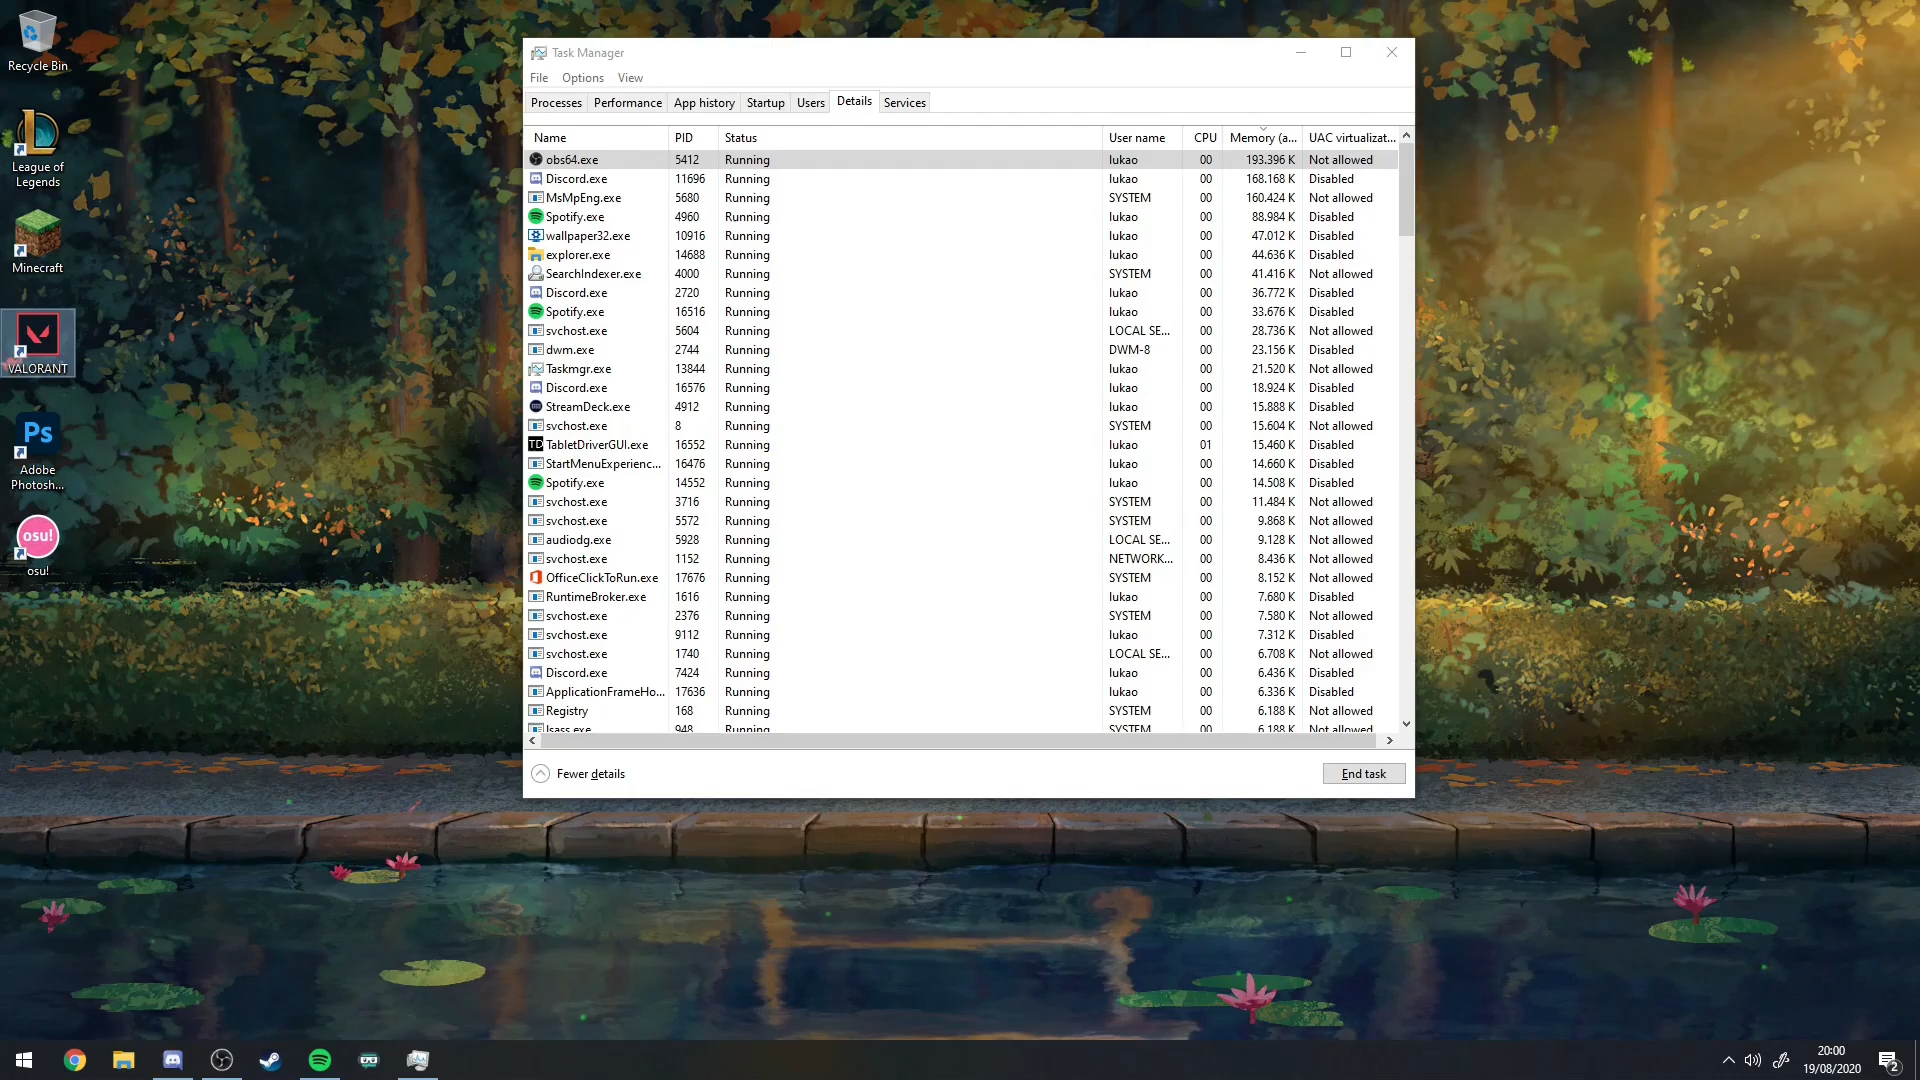 Recycle Bin
League of
Legends
Minecraft
VALORANT
Ps
Adobe
Photosh...
osu!
osu!
Task Manager
File Options View
Processes Performance App history Startup Users Details Services
Name PID Status User name CPU Memory (a... UAC virtualizat...
obs64.exe 5412 Running lukao 00 193.396 K Not allowed
Discord.exe 11696 Running lukao 00 168.168 K Disabled
MsMpEng.exe 5680 Running SYSTEM 00 160.424 K Not allowed
Spotify.exe 4960 Running lukao 00 88.984 K Disabled
wallpaper32.exe 10916 Running lukao 00 47.012 K Disabled
explorer.exe 14688 Running lukao 00 44.636 K Disabled
SearchIndexer.exe 4000 Running SYSTEM 00 41.416 K Not allowed
Discord.exe 2720 Running lukao 00 36.772 K Disabled
Spotify.exe 16516 Running lukao 00 33.676 K Disabled
svchost.exe 5604 Running LOCAL SE... 00 28.736 K Not allowed
dwm.exe 2744 Running DWM-8 00 23.156 K Disabled
Taskmgr.exe 13844 Running lukao 00 21.520 K Not allowed
Discord.exe 16576 Running lukao 00 18.924 K Disabled
StreamDeck.exe 4912 Running lukao 00 15.888 K Disabled
svchost.exe 8 Running SYSTEM 00 15.604 K Not allowed
TD TabletDriverGUI.exe 16552 Running lukao 01 15.460 K Disabled
StartMenuExperienc... 16476 Running lukao 00 14.660 K Disabled
Spotify.exe 14552 Running lukao 00 14.508 K Disabled
svchost.exe 3716 Running SYSTEM 00 11.484 K Not allowed
svchost.exe 5572 Running SYSTEM 00 9.868 K Not allowed
audiodg.exe 5928 Running LOCAL SE... 00 9.128 K Not allowed
svchost.exe 1152 Running NETWORK... 00 8.436 K Not allowed
OfficeClickToRun.exe 17676 Running SYSTEM 00 8.152 K Not allowed
RuntimeBroker.exe 1616 Running lukao 00 7.680 K Disabled
svchost.exe 2376 Running SYSTEM 00 7.580 K Not allowed
svchost.exe 9112 Running lukao 00 7.312 K Disabled
svchost.exe 1740 Running LOCAL SE... 00 6.708 K Not allowed
Discord.exe 7424 Running lukao 00 6.436 K Disabled
ApplicationFrameHo... 17636 Running lukao 00 6.336 K Disabled
Registry 168 Running SYSTEM 00 6.188 K Not allowed
lsass.exe 948 Running SYSTEM 00 6.188 K Not allowed
Fewer details End task
20:00
19/08/2020
2